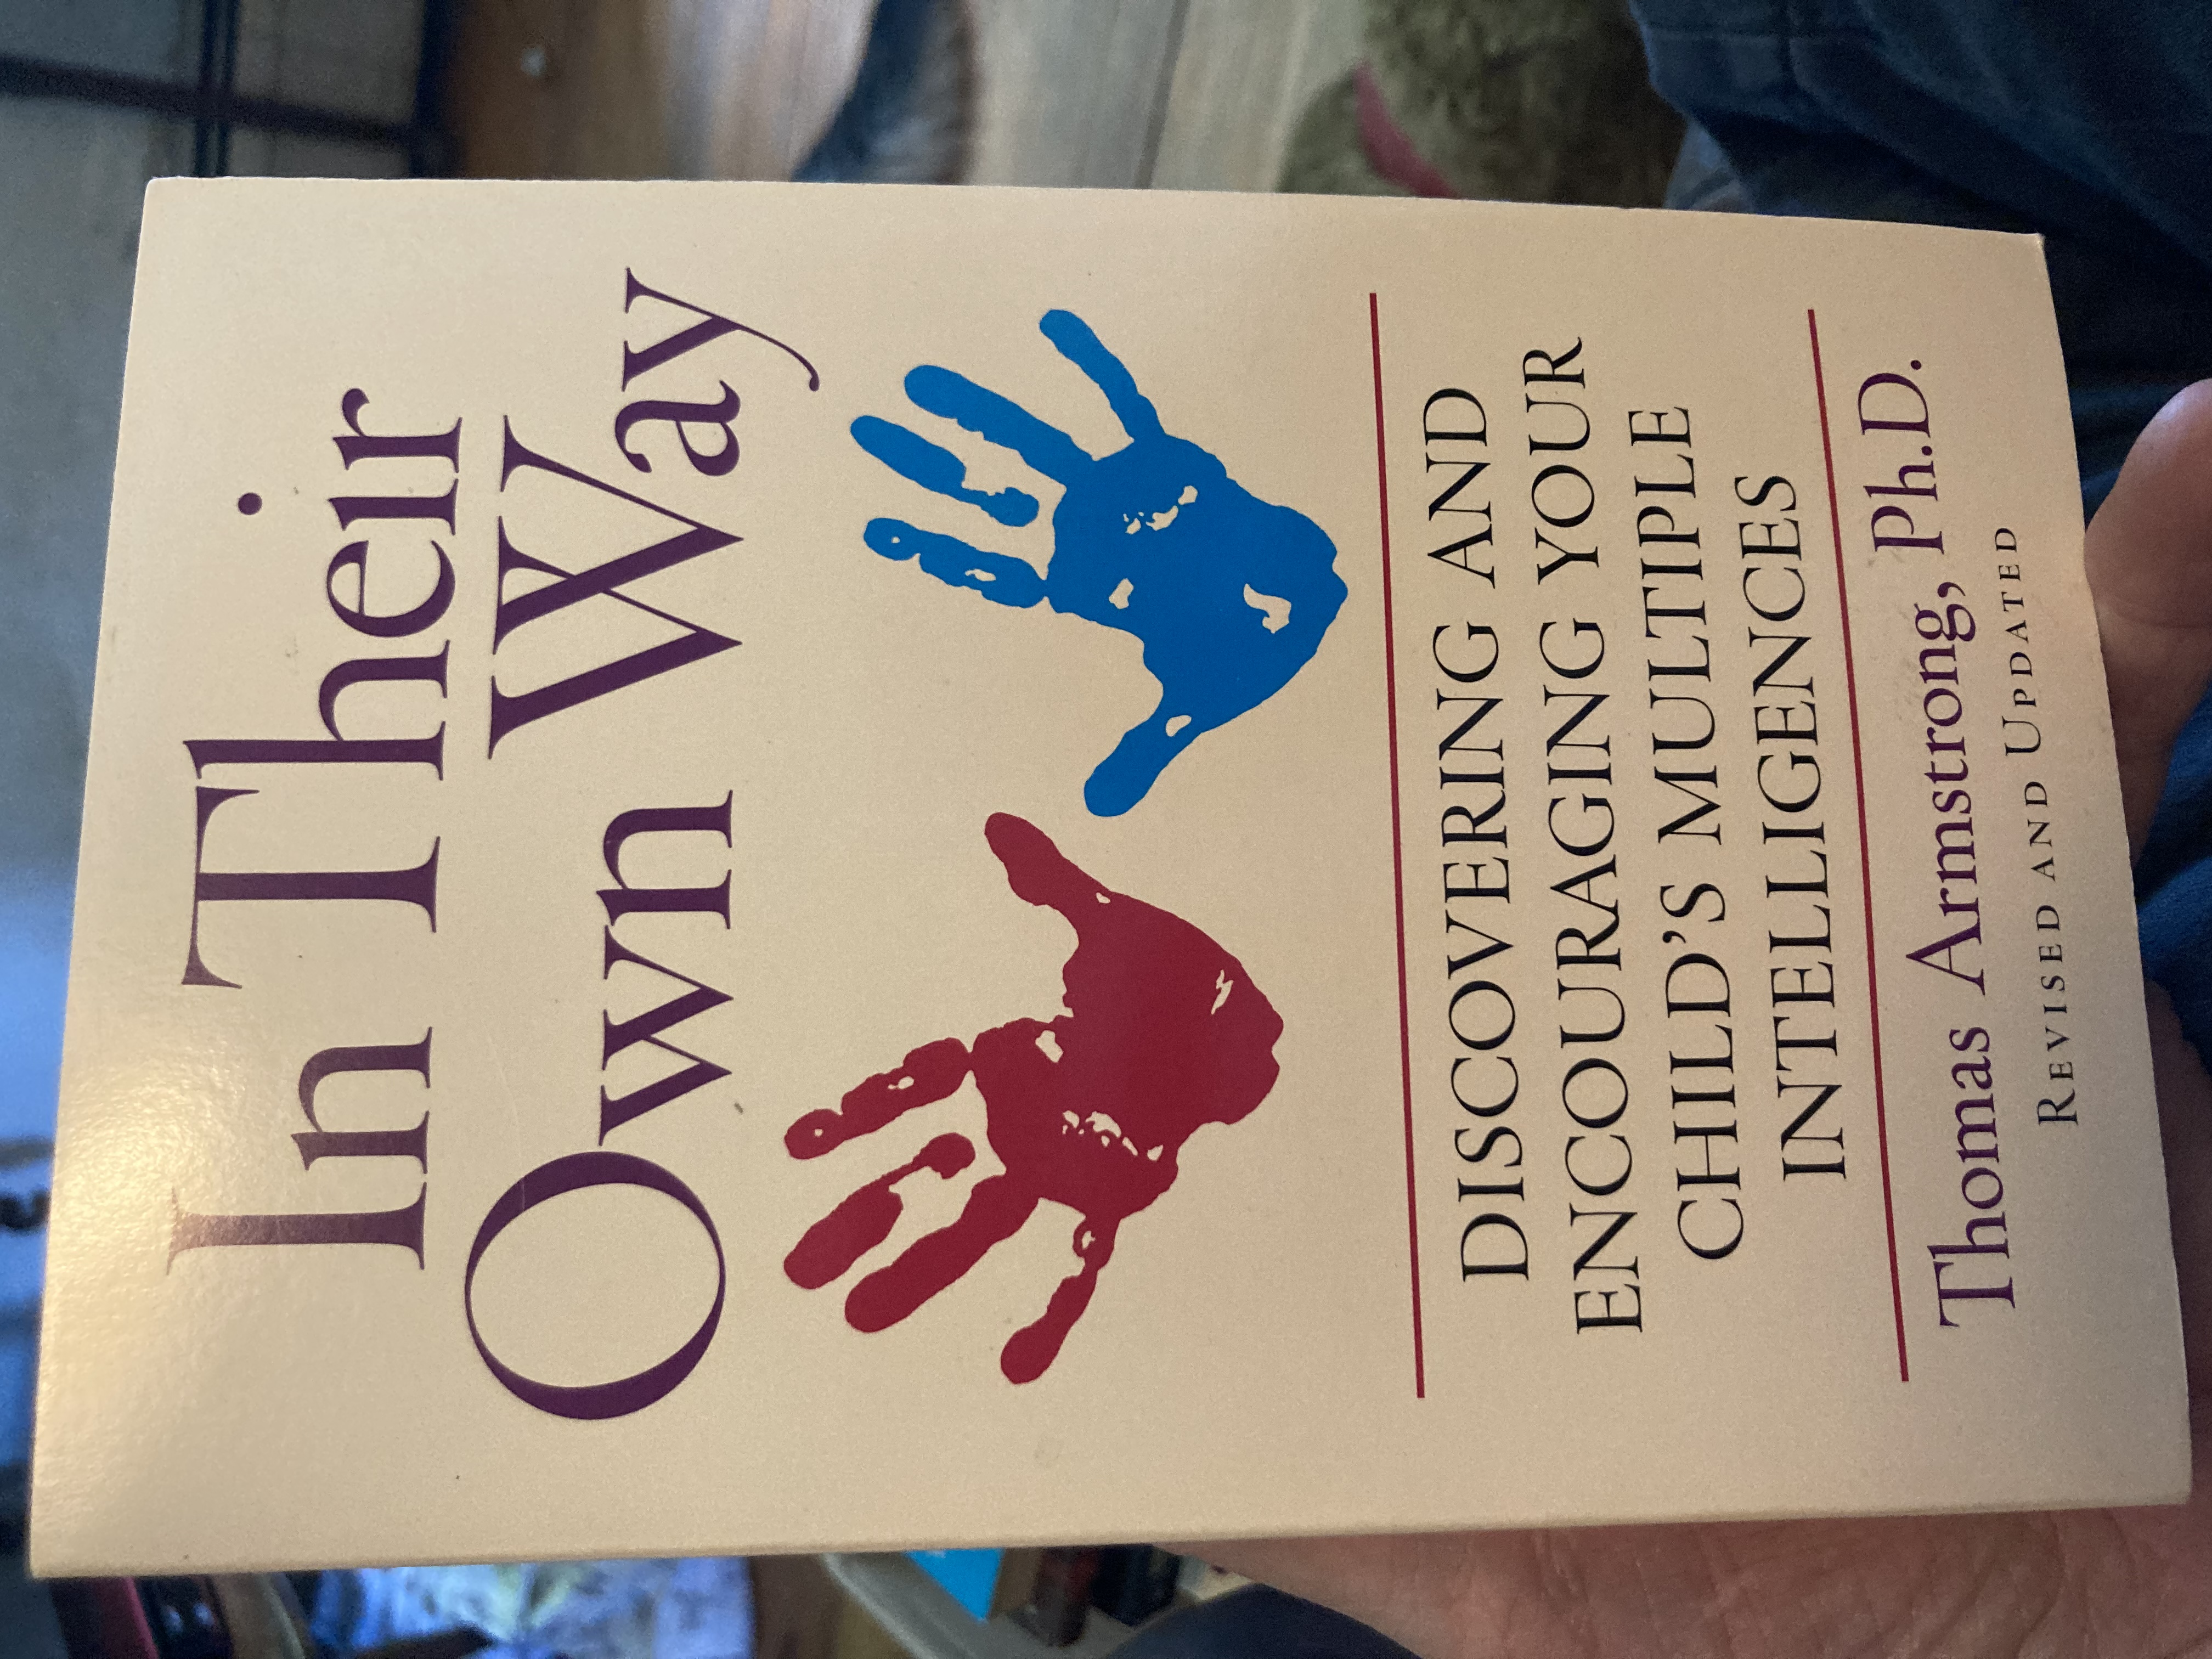 In Their
Own Way
DISCOVERING AND
ENCOURAGING YOUR
CHILD'S MULTIPLE
INTELLIGENCES
Thomas Armstrong, Ph.D.
REVISED AND UPDATED